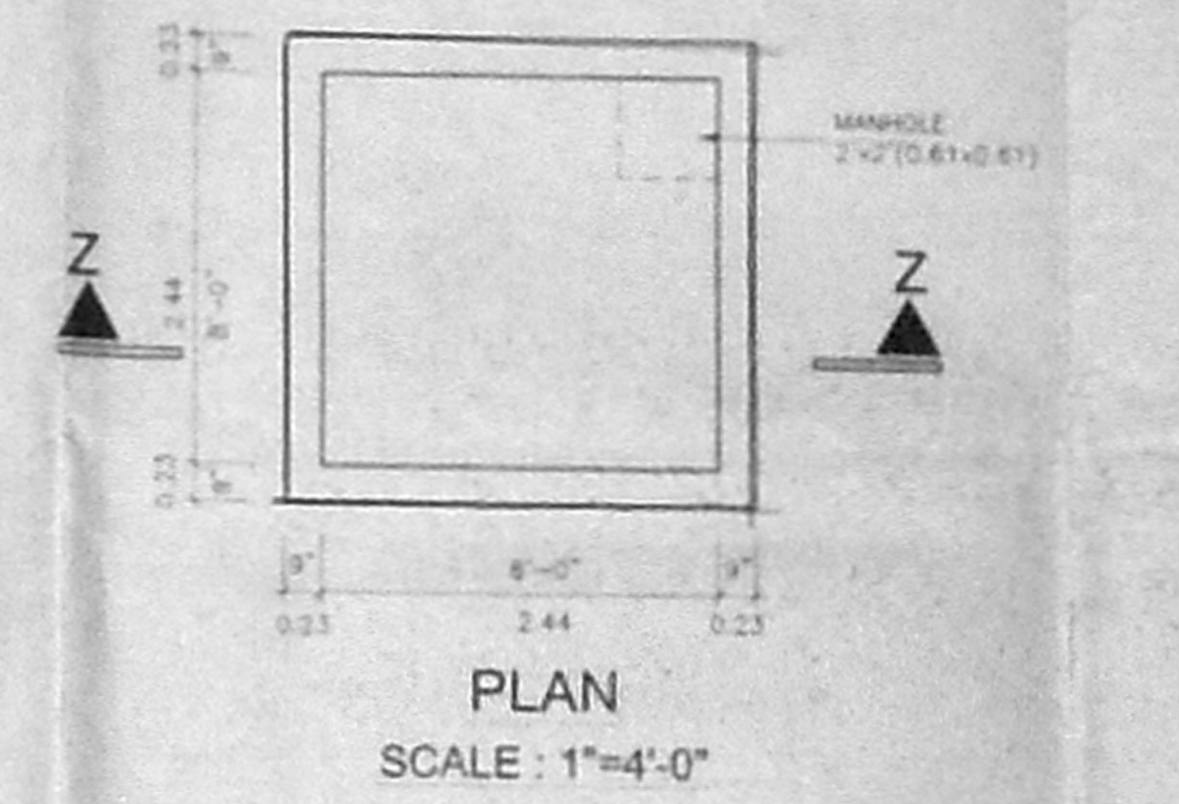 0.23
9"
MANHOLE
2'x2'(0.61x0.61)
Z
Z
2.44
8'-0"
0.23
9"
9"
8'-0"
9"
0.23
2.44
0.23
PLAN
SCALE : 1"=4'-0"